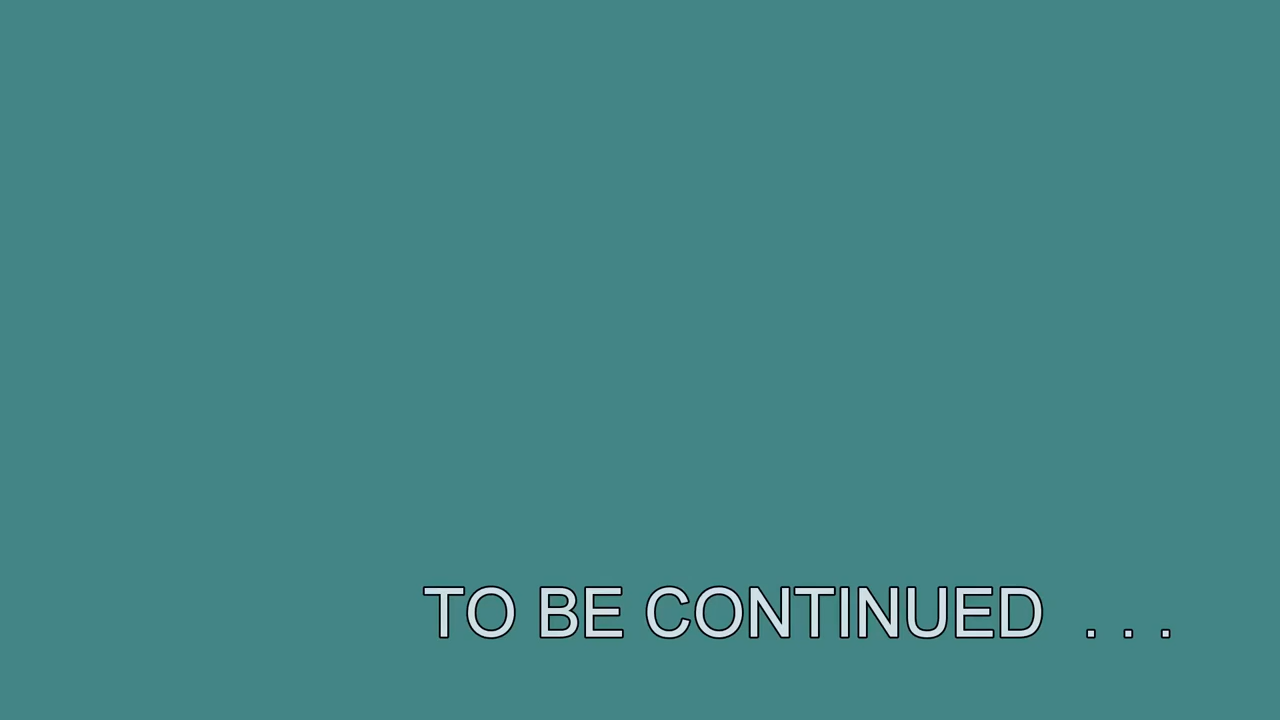 TO BE CONTINUED . . .